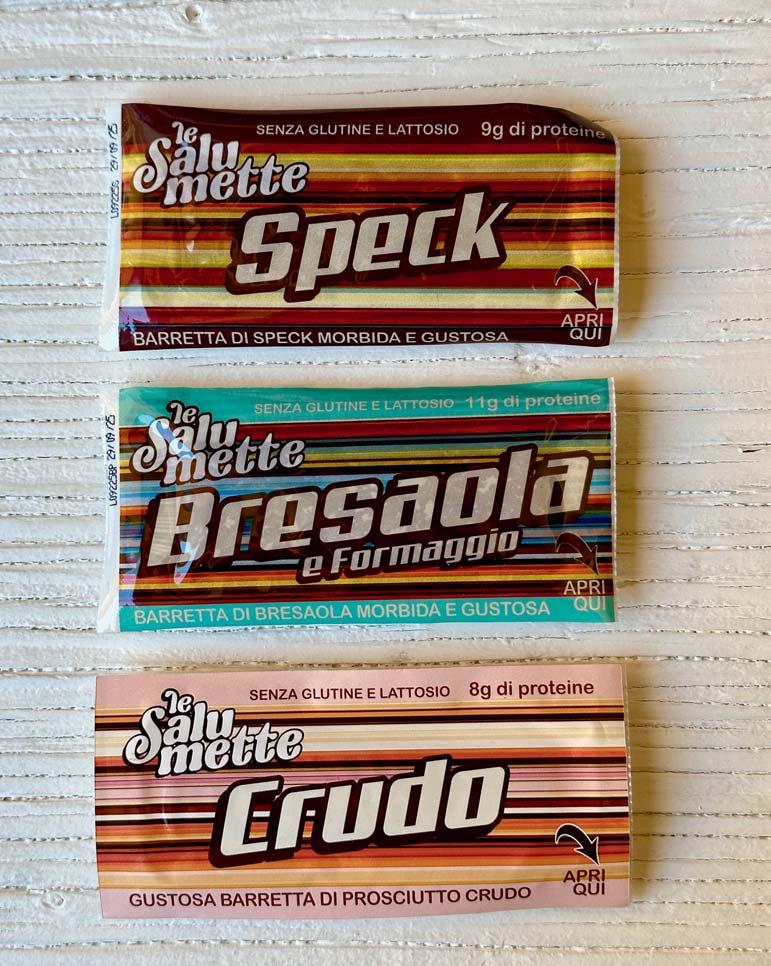 SENZA GLUTINE E LATTOSIO 9g di proteine
le
Salu
mette
Speck
APRI
QUI
BARRETTA DI SPECK MORBIDA E GUSTOSA
SENZA GLUTINE E LATTOSIO 11g di proteine
le
Salu
mette
Bresaola
e Formaggio
APRI
QUI
BARRETTA DI BRESAOLA MORBIDA E GUSTOSA
SENZA GLUTINE E LATTOSIO 8g di proteine
le
Salu
mette
Crudo
APRI
QUI
GUSTOSA BARRETTA DI PROSCIUTTO CRUDO